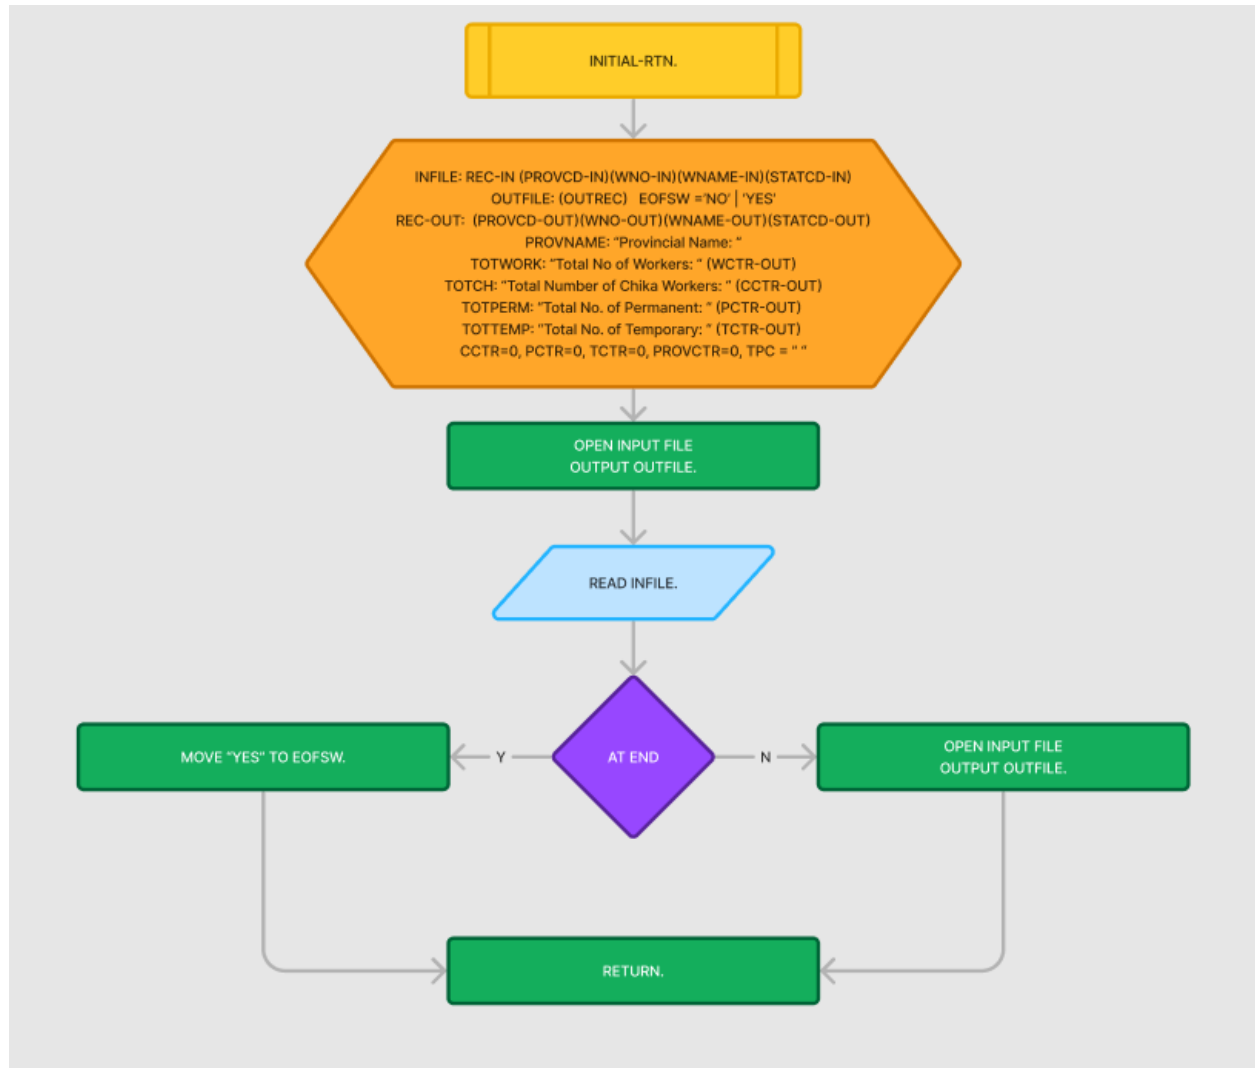 INITIAL-RTN.
INFILE: REC-IN (PROVCD-IN)(WNO-IN)(WNAME-IN)(STATCD-IN)
OUTFILE: (OUTREC) EOFSW =‘NO’ | ‘YES’
REC-OUT: (PROVCD-OUT)(WNO-OUT)(WNAME-OUT)(STATCD-OUT)
PROVNAME: “Provincial Name: “
TOTWORK: “Total No of Workers: ” (WCTR-OUT)
TOTCH: “Total Number of Chika Workers: ” (CCTR-OUT)
TOTPERM: “Total No. of Permanent: ” (PCTR-OUT)
TOTTEMP: “Total No. of Temporary: ” (TCTR-OUT)
CCTR=0, PCTR=0, TCTR=0, PROVCTR=0, TPC = “ “
OPEN INPUT FILE
OUTPUT OUTFILE.
READ INFILE.
MOVE “YES” TO EOFSW.
Y
AT END
N
OPEN INPUT FILE
OUTPUT OUTFILE.
RETURN.